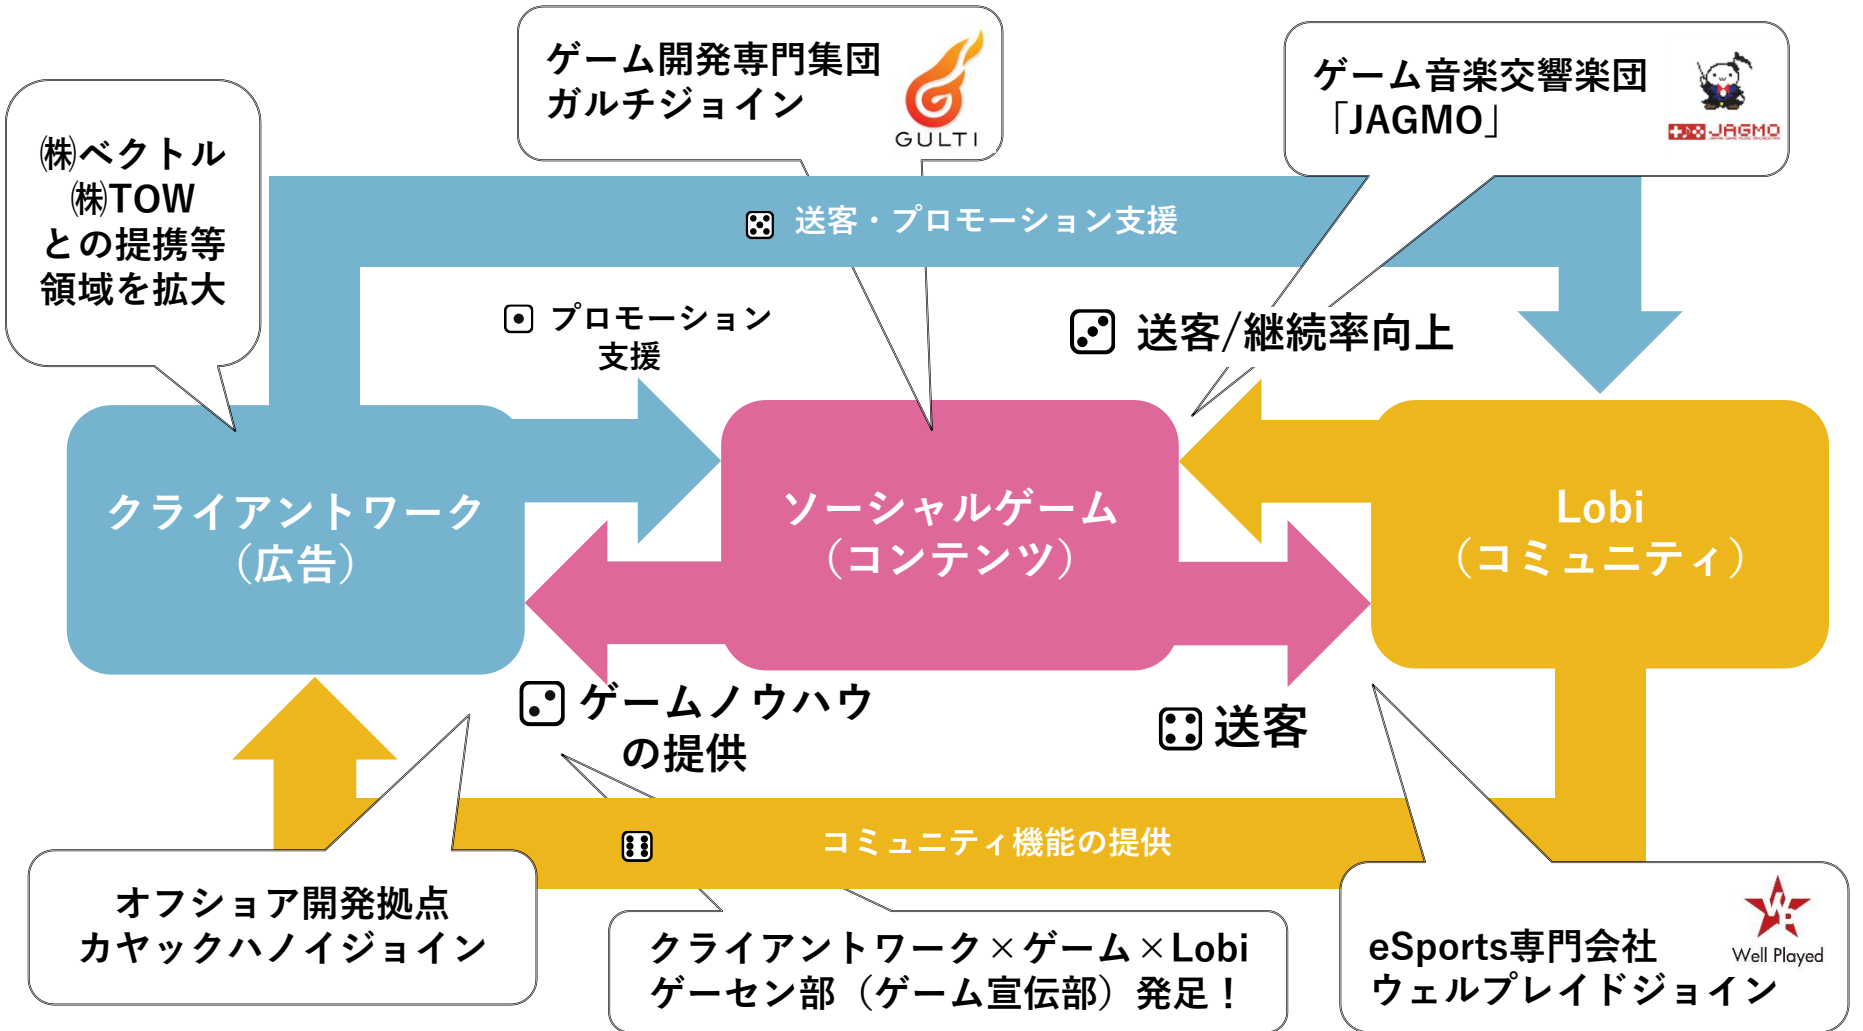 ゲーム開発専門集団
ガルチジョイン
GULTI
ゲーム音楽交響楽団
「JAGMO」
JAGMO
㈱ベクトル
㈱TOW
との提携等
領域を拡大
⚄ 送客・プロモーション支援
⚀ プロモーション
支援
⚂ 送客/継続率向上
クライアントワーク
（広告）
ソーシャルゲーム
（コンテンツ）
Lobi
（コミュニティ）
⚁ ゲームノウハウ
の提供
⚃ 送客
⚅ コミュニティ機能の提供
オフショア開発拠点
カヤックハノイジョイン
クライアントワーク×ゲーム×Lobi
ゲーセン部（ゲーム宣伝部）発足！
Well Played
eSports専門会社
ウェルプレイドジョイン